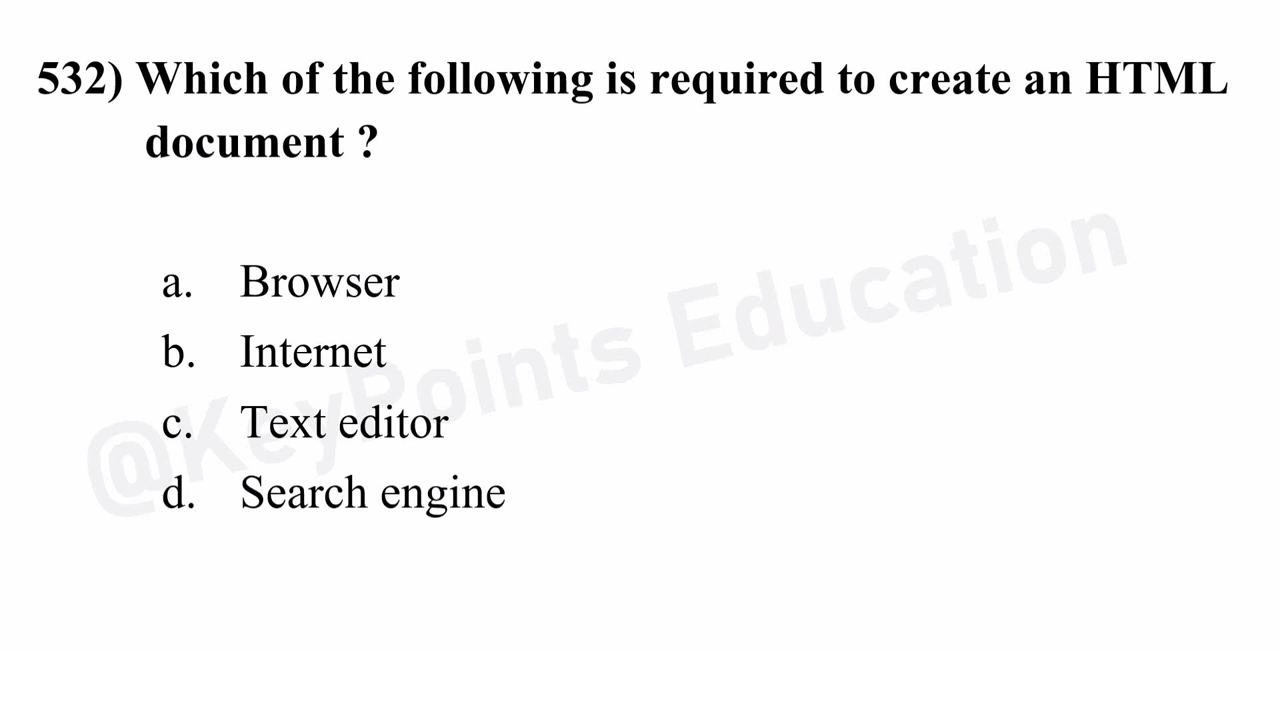 532) Which of the following is required to create an HTML
document ?
a. Browser
b. Internet
c. Text editor
d. Search engine
@KeyPoints Education